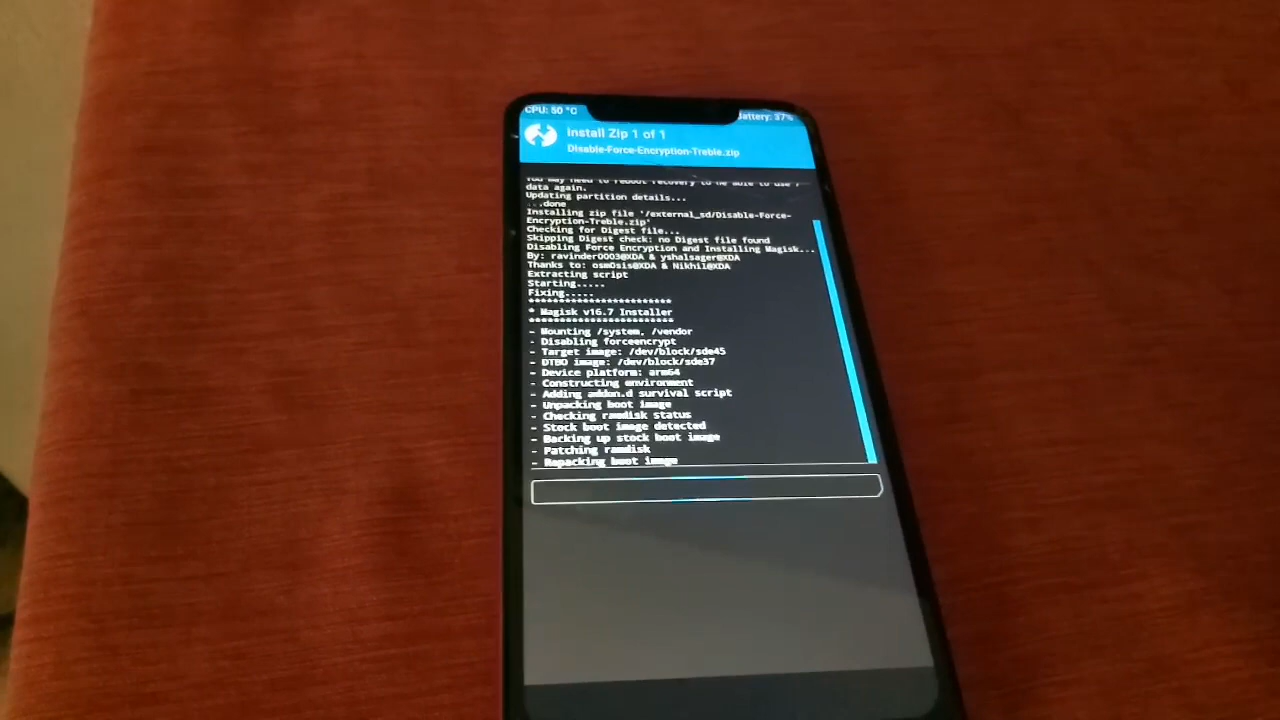 CPU: 50 °C
Battery: 37%
Install Zip 1 of 1
Disable-Force-Encryption-Treble.zip
You may need to reboot recovery to be able to use /
data again.
Updating partition details...
...done
Installing zip file '/external_sd/Disable-Force-
Encryption-Treble.zip'
Checking for Digest file...
Skipping Digest check: no Digest file found
Disabling Force Encryption and Installing Magisk...
By: ravinder0003@XDA & yshalsager@XDA
Thanks to: osm0sis@XDA & Nikhil@XDA
Extracting script
Starting.....
Fixing.....
************************
* Magisk v16.7 Installer
************************
- Mounting /system, /vendor
- Disabling forceencrypt
- Target image: /dev/block/sde45
- DTBO image: /dev/block/sde37
- Device platform: arm64
- Constructing environment
- Adding addon.d survival script
- Unpacking boot image
- Checking ramdisk status
- Stock boot image detected
- Backing up stock boot image
- Patching ramdisk
- Repacking boot image